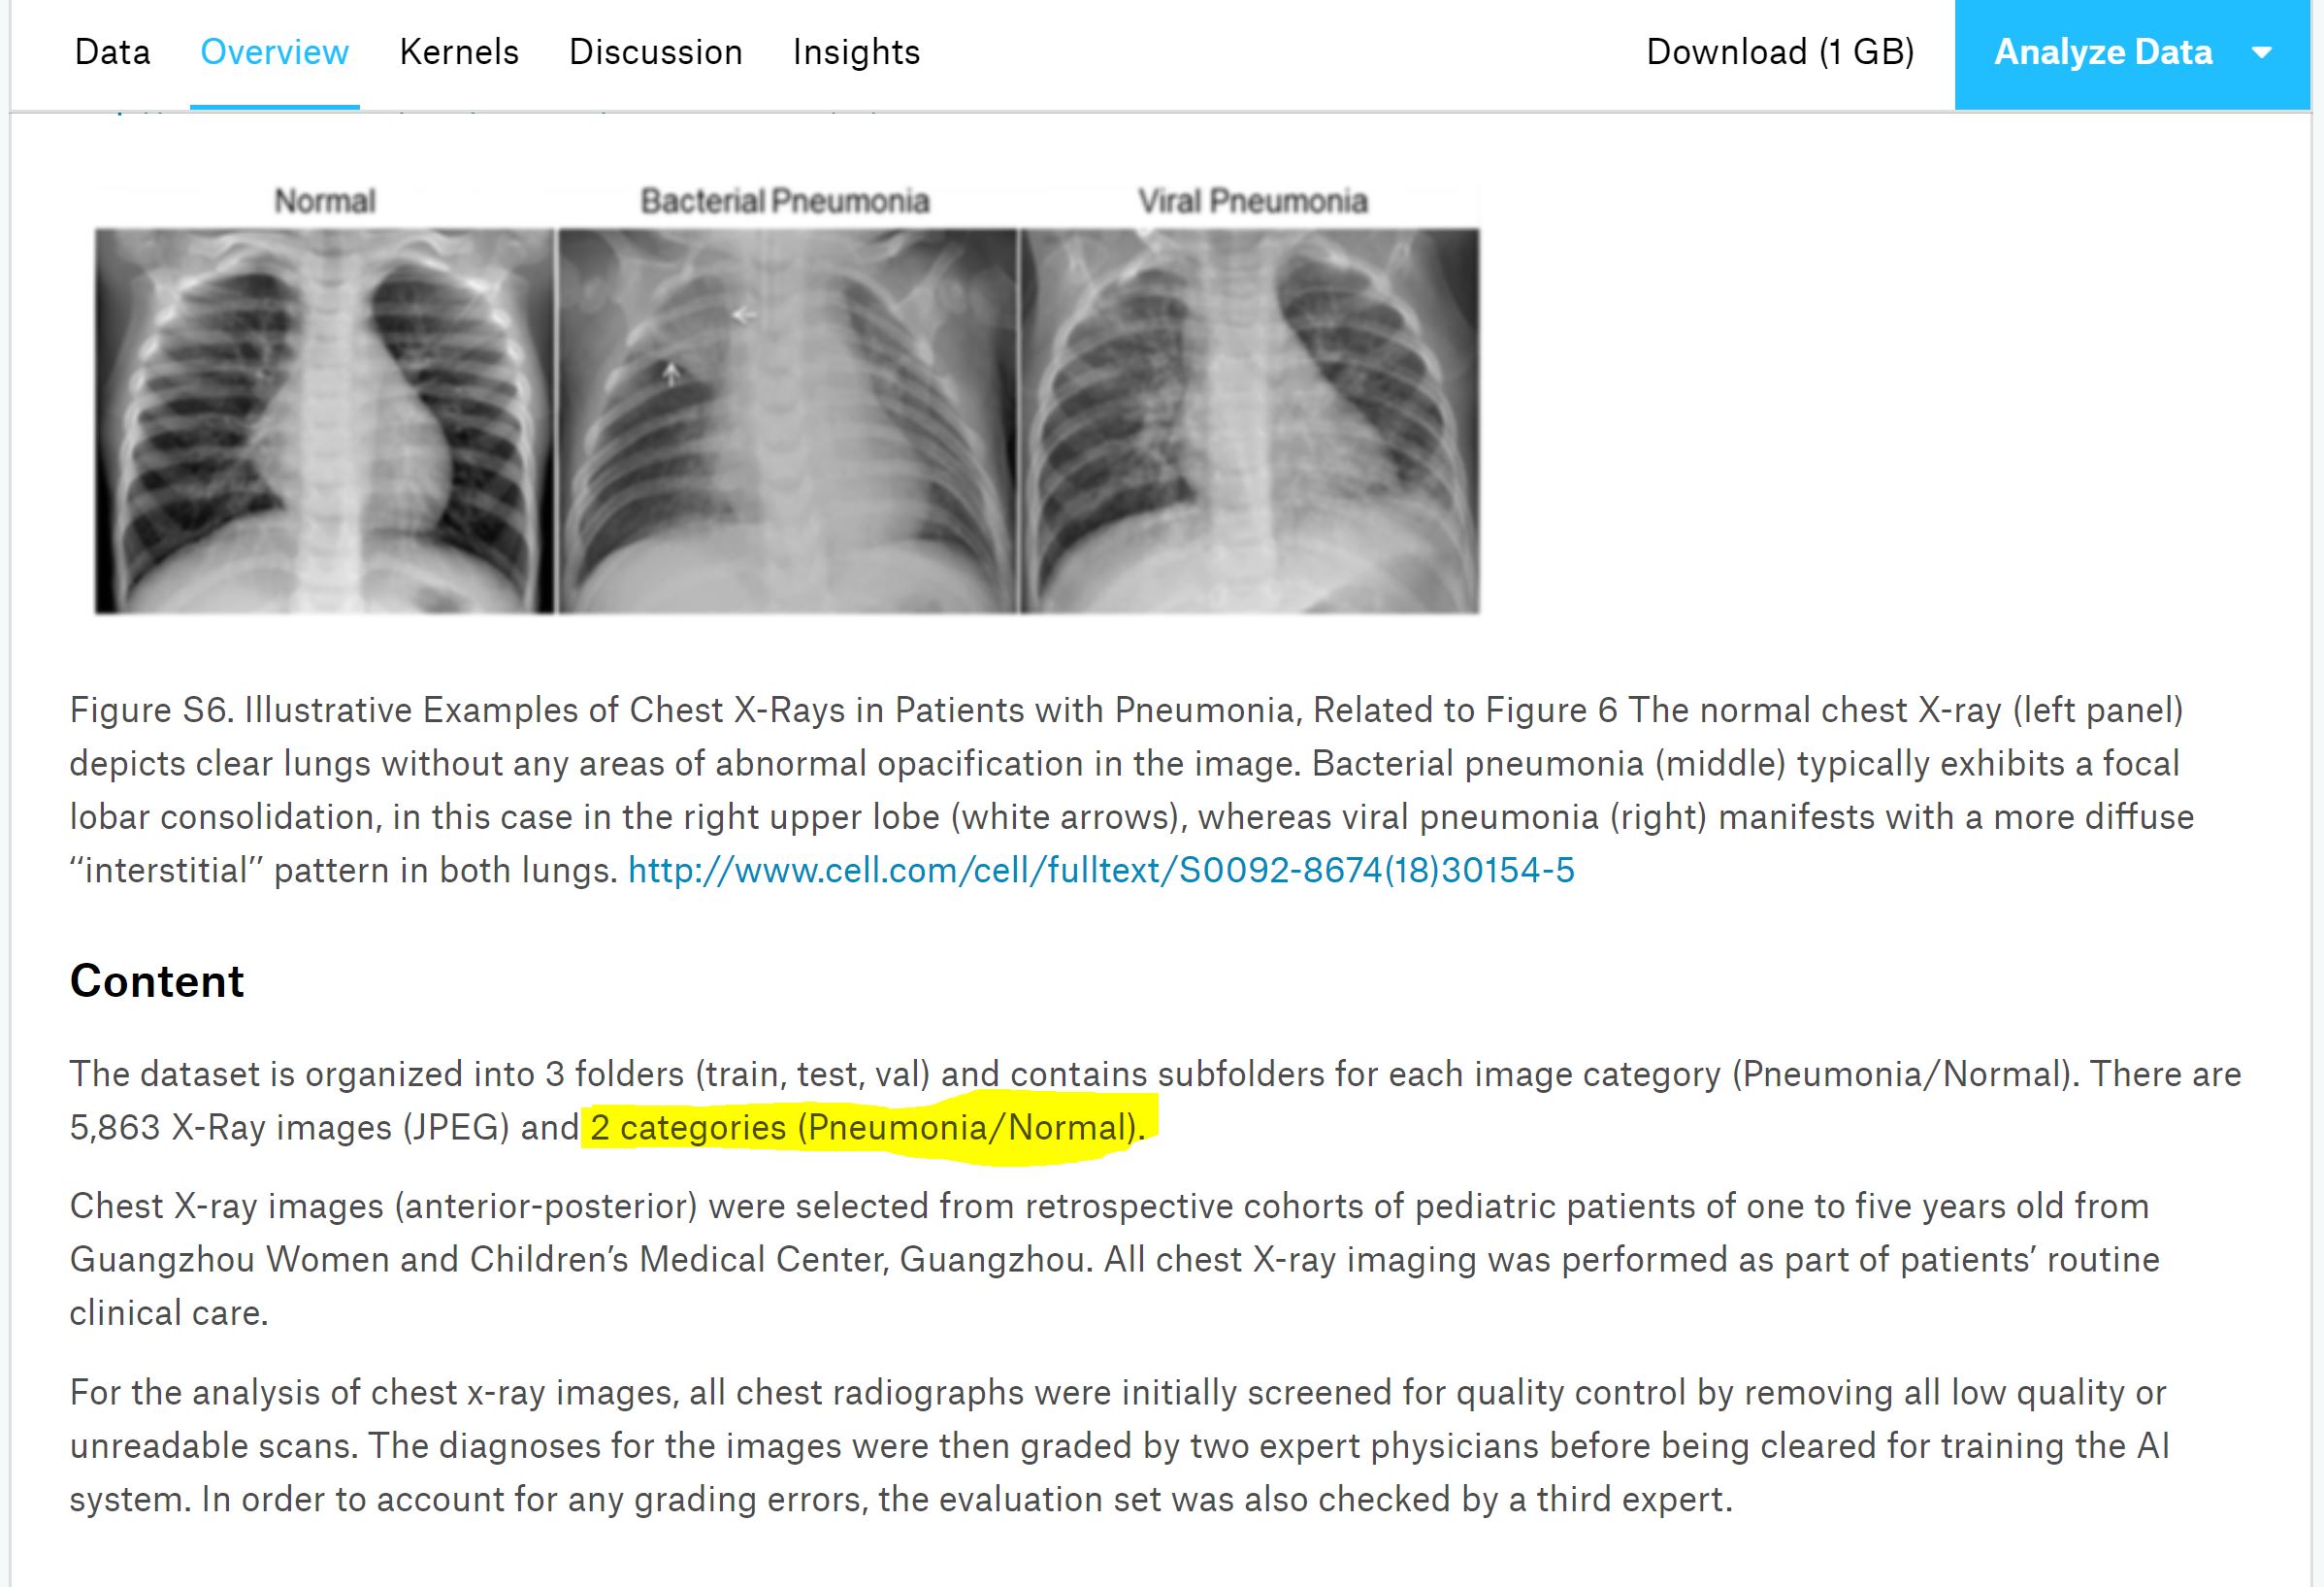 Data Overview Kernels Discussion Insights Download (1 GB) Analyze Data
Normal Bacterial Pneumonia Viral Pneumonia
Figure S6. Illustrative Examples of Chest X-Rays in Patients with Pneumonia, Related to Figure 6 The normal chest X-ray (left panel)
depicts clear lungs without any areas of abnormal opacification in the image. Bacterial pneumonia (middle) typically exhibits a focal
lobar consolidation, in this case in the right upper lobe (white arrows), whereas viral pneumonia (right) manifests with a more diffuse
‘‘interstitial’’ pattern in both lungs. http://www.cell.com/cell/fulltext/S0092-8674(18)30154-5
Content
The dataset is organized into 3 folders (train, test, val) and contains subfolders for each image category (Pneumonia/Normal). There are
5,863 X-Ray images (JPEG) and 2 categories (Pneumonia/Normal).
Chest X-ray images (anterior-posterior) were selected from retrospective cohorts of pediatric patients of one to five years old from
Guangzhou Women and Children’s Medical Center, Guangzhou. All chest X-ray imaging was performed as part of patients’ routine
clinical care.
For the analysis of chest x-ray images, all chest radiographs were initially screened for quality control by removing all low quality or
unreadable scans. The diagnoses for the images were then graded by two expert physicians before being cleared for training the AI
system. In order to account for any grading errors, the evaluation set was also checked by a third expert.